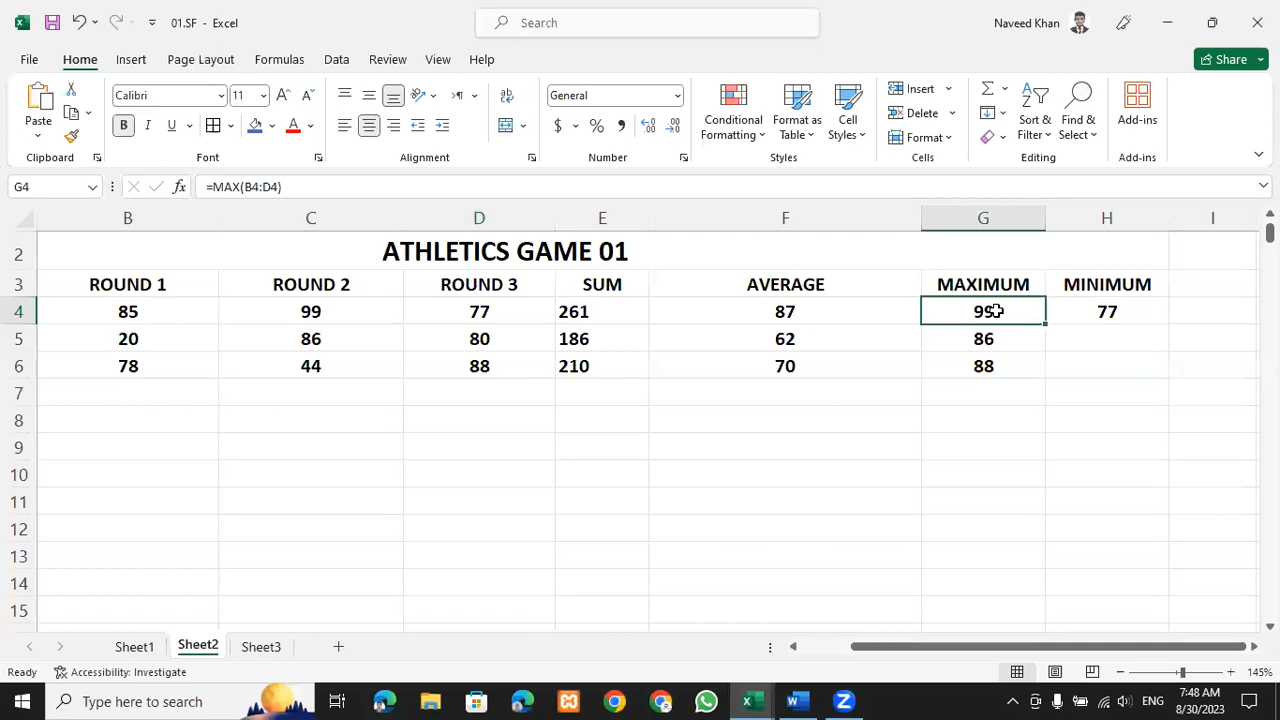 01.SF - Excel
Search
Naveed Khan
File Home Insert Page Layout Formulas Data Review View Help
Share
Paste
Calibri 11
B I U
A A
ab
General
$ % 9
Conditional Formatting
Format as Table
Cell Styles
Insert
Delete
Format
Sort & Filter
Find & Select
Add-ins
Clipboard Font Alignment Number Styles Cells Editing Add-ins
G4 fx =MAX(B4:D4)
B C D E F G H I
2 ATHLETICS GAME 01
3 ROUND 1 ROUND 2 ROUND 3 SUM AVERAGE MAXIMUM MINIMUM
4 85 99 77 261 87 99 77
5 20 86 80 186 62 86
6 78 44 88 210 70 88
7
8
9
10
11
12
13
14
15
Sheet1 Sheet2 Sheet3
Ready Accessibility: Investigate 145%
Type here to search
ENG
7:48 AM
8/30/2023